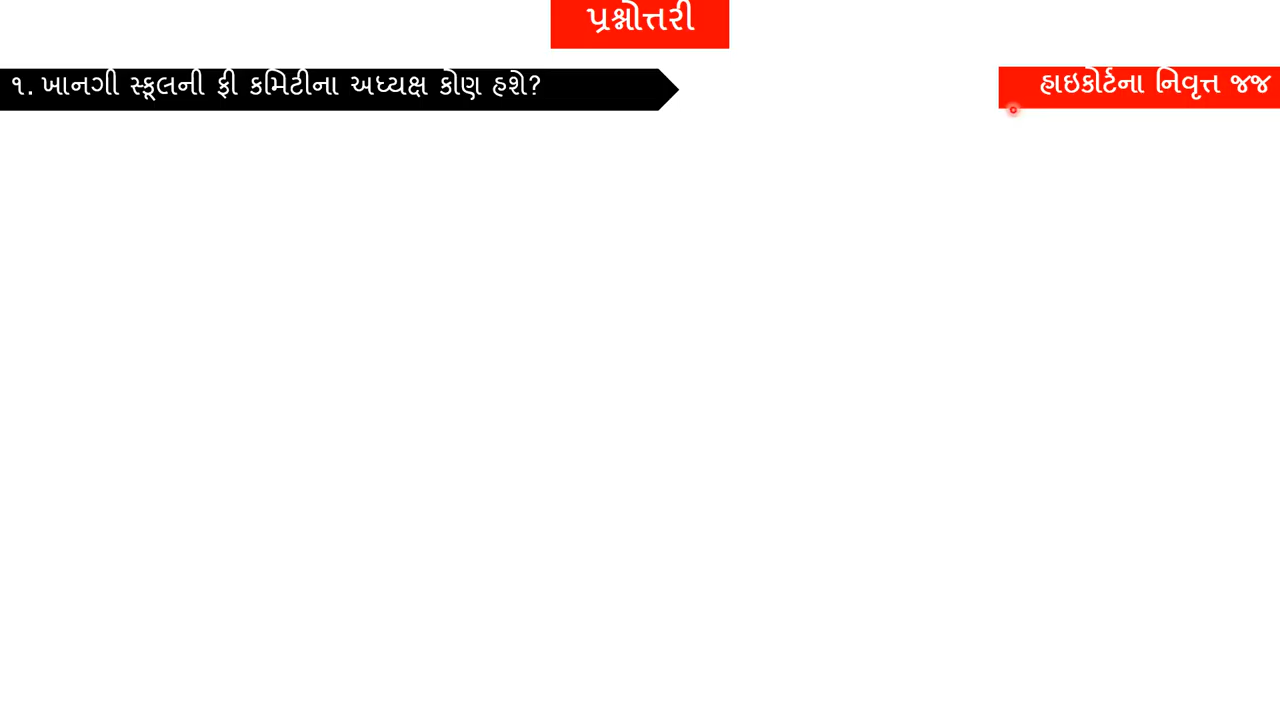 પ્રશ્નોત્તરી
૧. ખાનગી સ્કૂલની ફ્રી કમિટીના અધ્યક્ષ કોણ હશે?
હાઇકોર્ટના નિવૃત્ત જજ